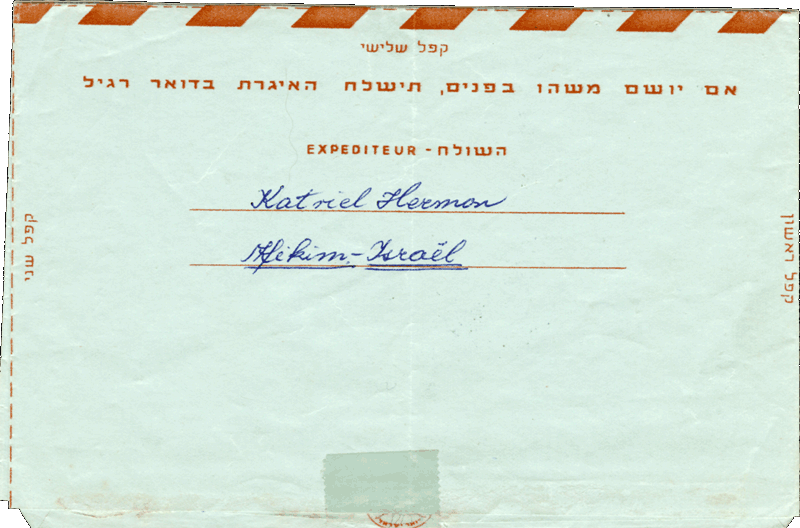 קפל שלישי
אם יושם משהו בפנים, תישלח האיגרת בדואר רגיל
השולח - EXPEDITEUR
Katriel Hermon
Afikim - Israël
קפל שני
קפל ראשון